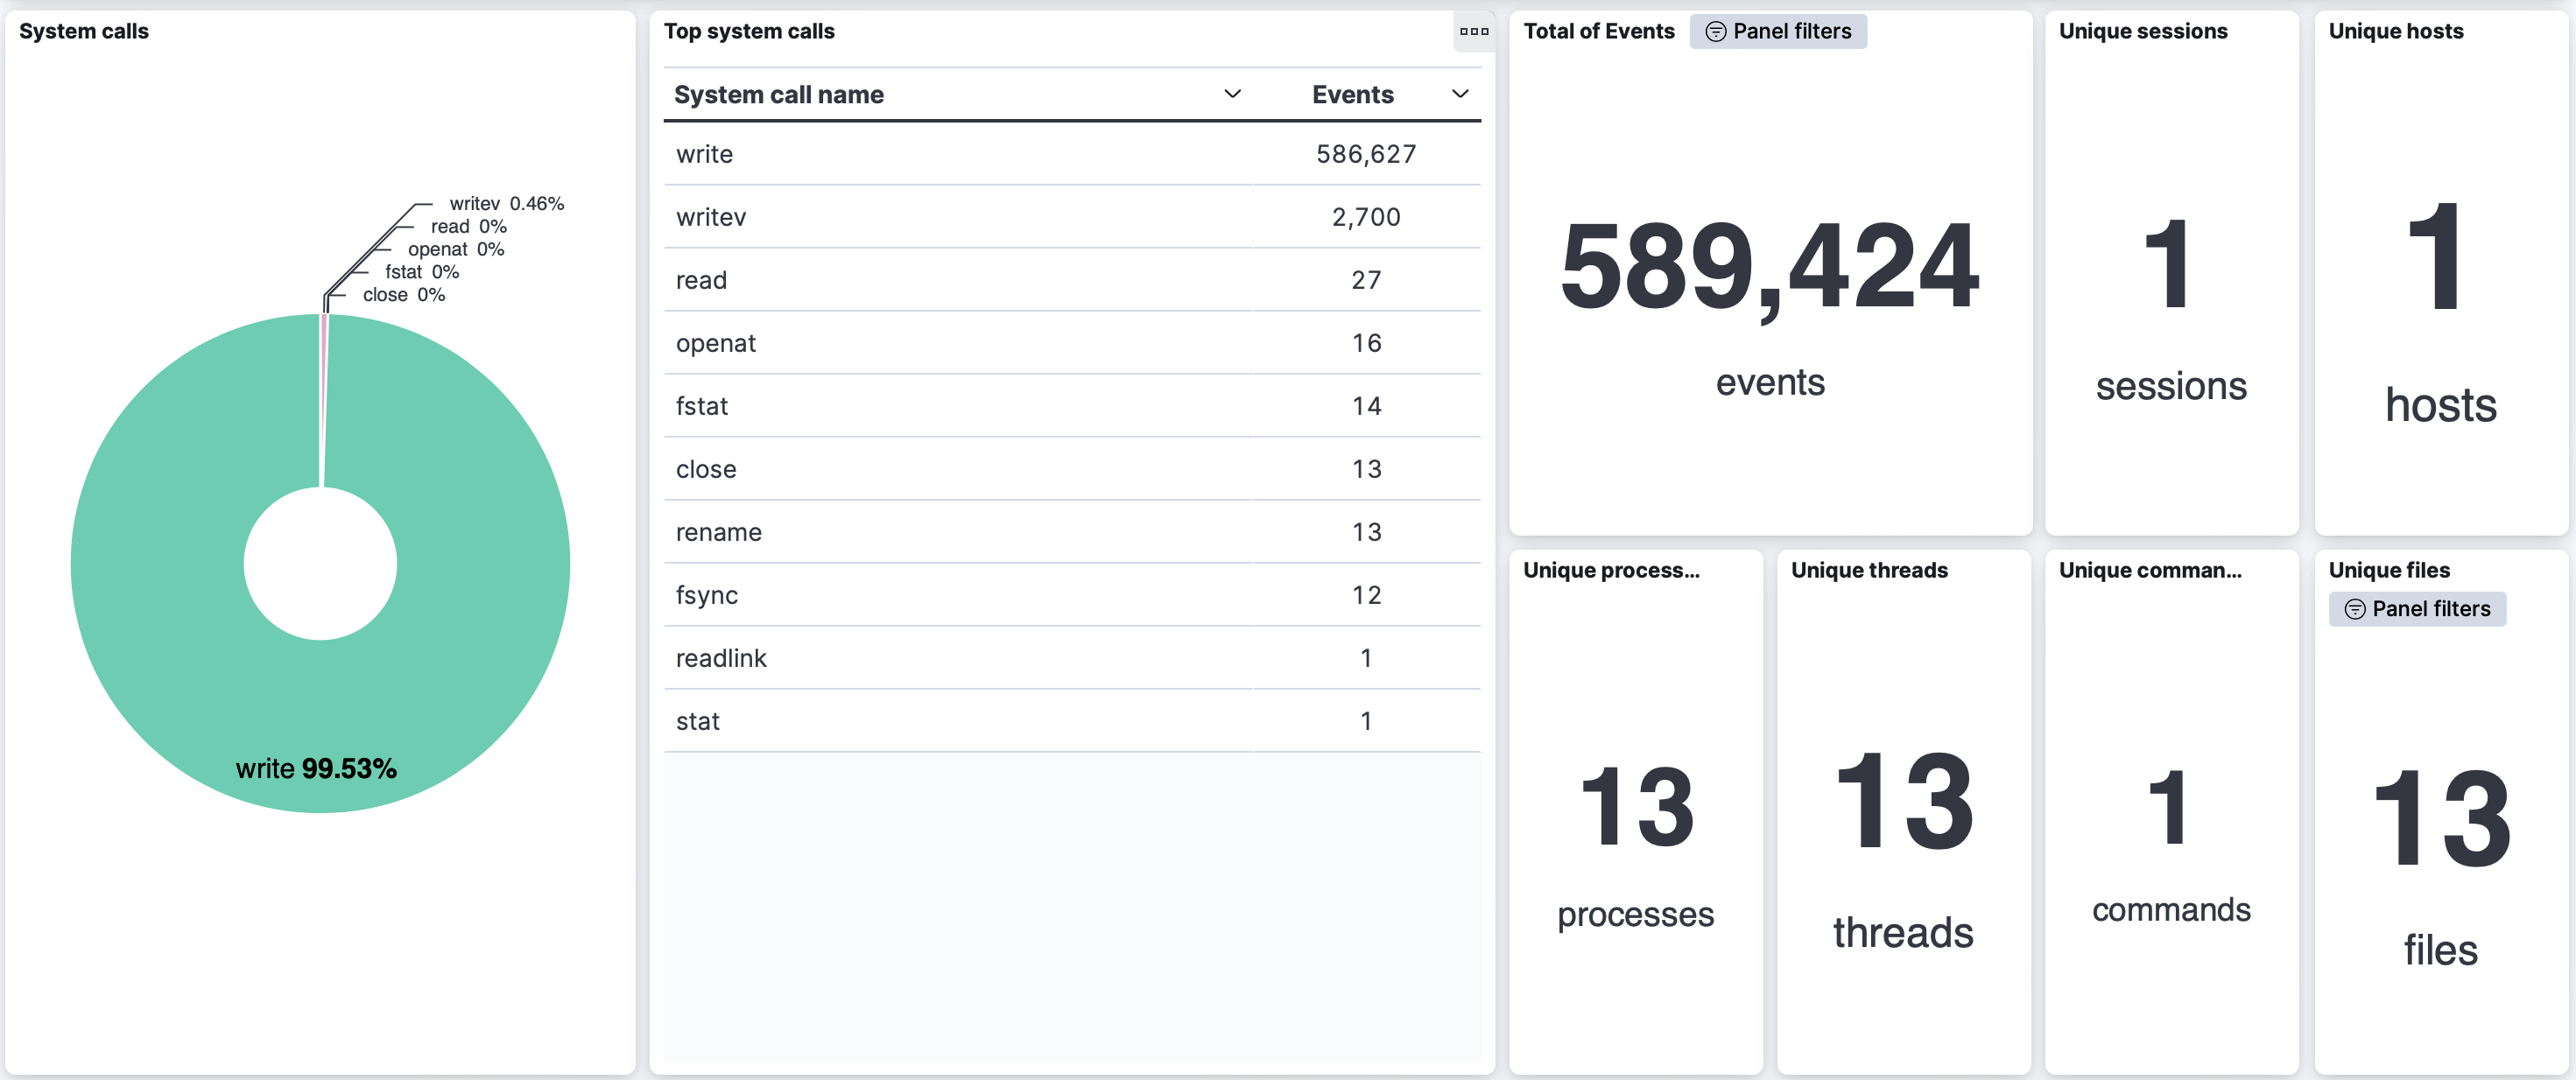 System calls
writev 0.46%
read 0%
openat 0%
fstat 0%
close 0%
write 99.53%
Top system calls
System call name Events
write 586,627
writev 2,700
read 27
openat 16
fstat 14
close 13
rename 13
fsync 12
readlink 1
stat 1
Total of Events Panel filters
589,424
events
Unique sessions
1
sessions
Unique hosts
1
hosts
Unique process...
13
processes
Unique threads
13
threads
Unique comman...
1
commands
Unique files
Panel filters
13
files